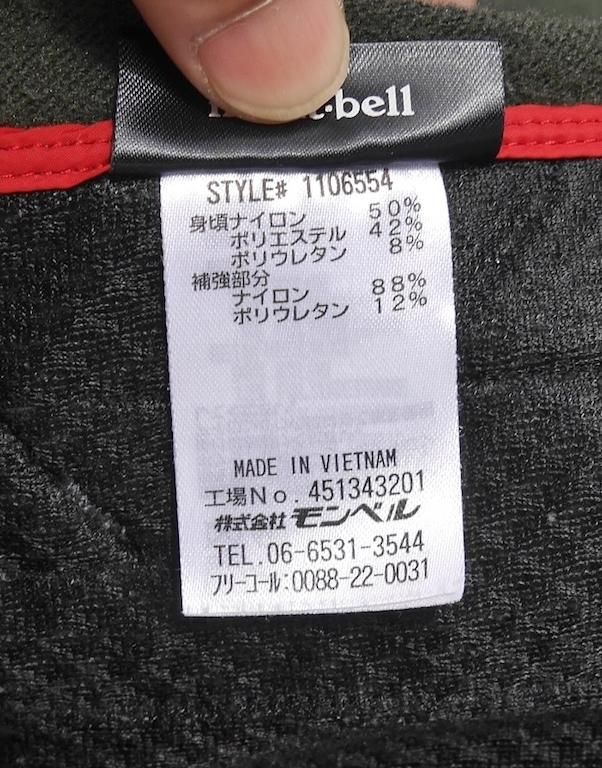 t·bell
STYLE# 1106554
身頃ナイロン 50%
ポリエステル 42%
ポリウレタン 8%
補強部分
ナイロン 88%
ポリウレタン 12%
MADE IN VIETNAM
工場No. 451343201
株式会社 モンベル
TEL.06-6531-3544
フリーコール:0088-22-0031